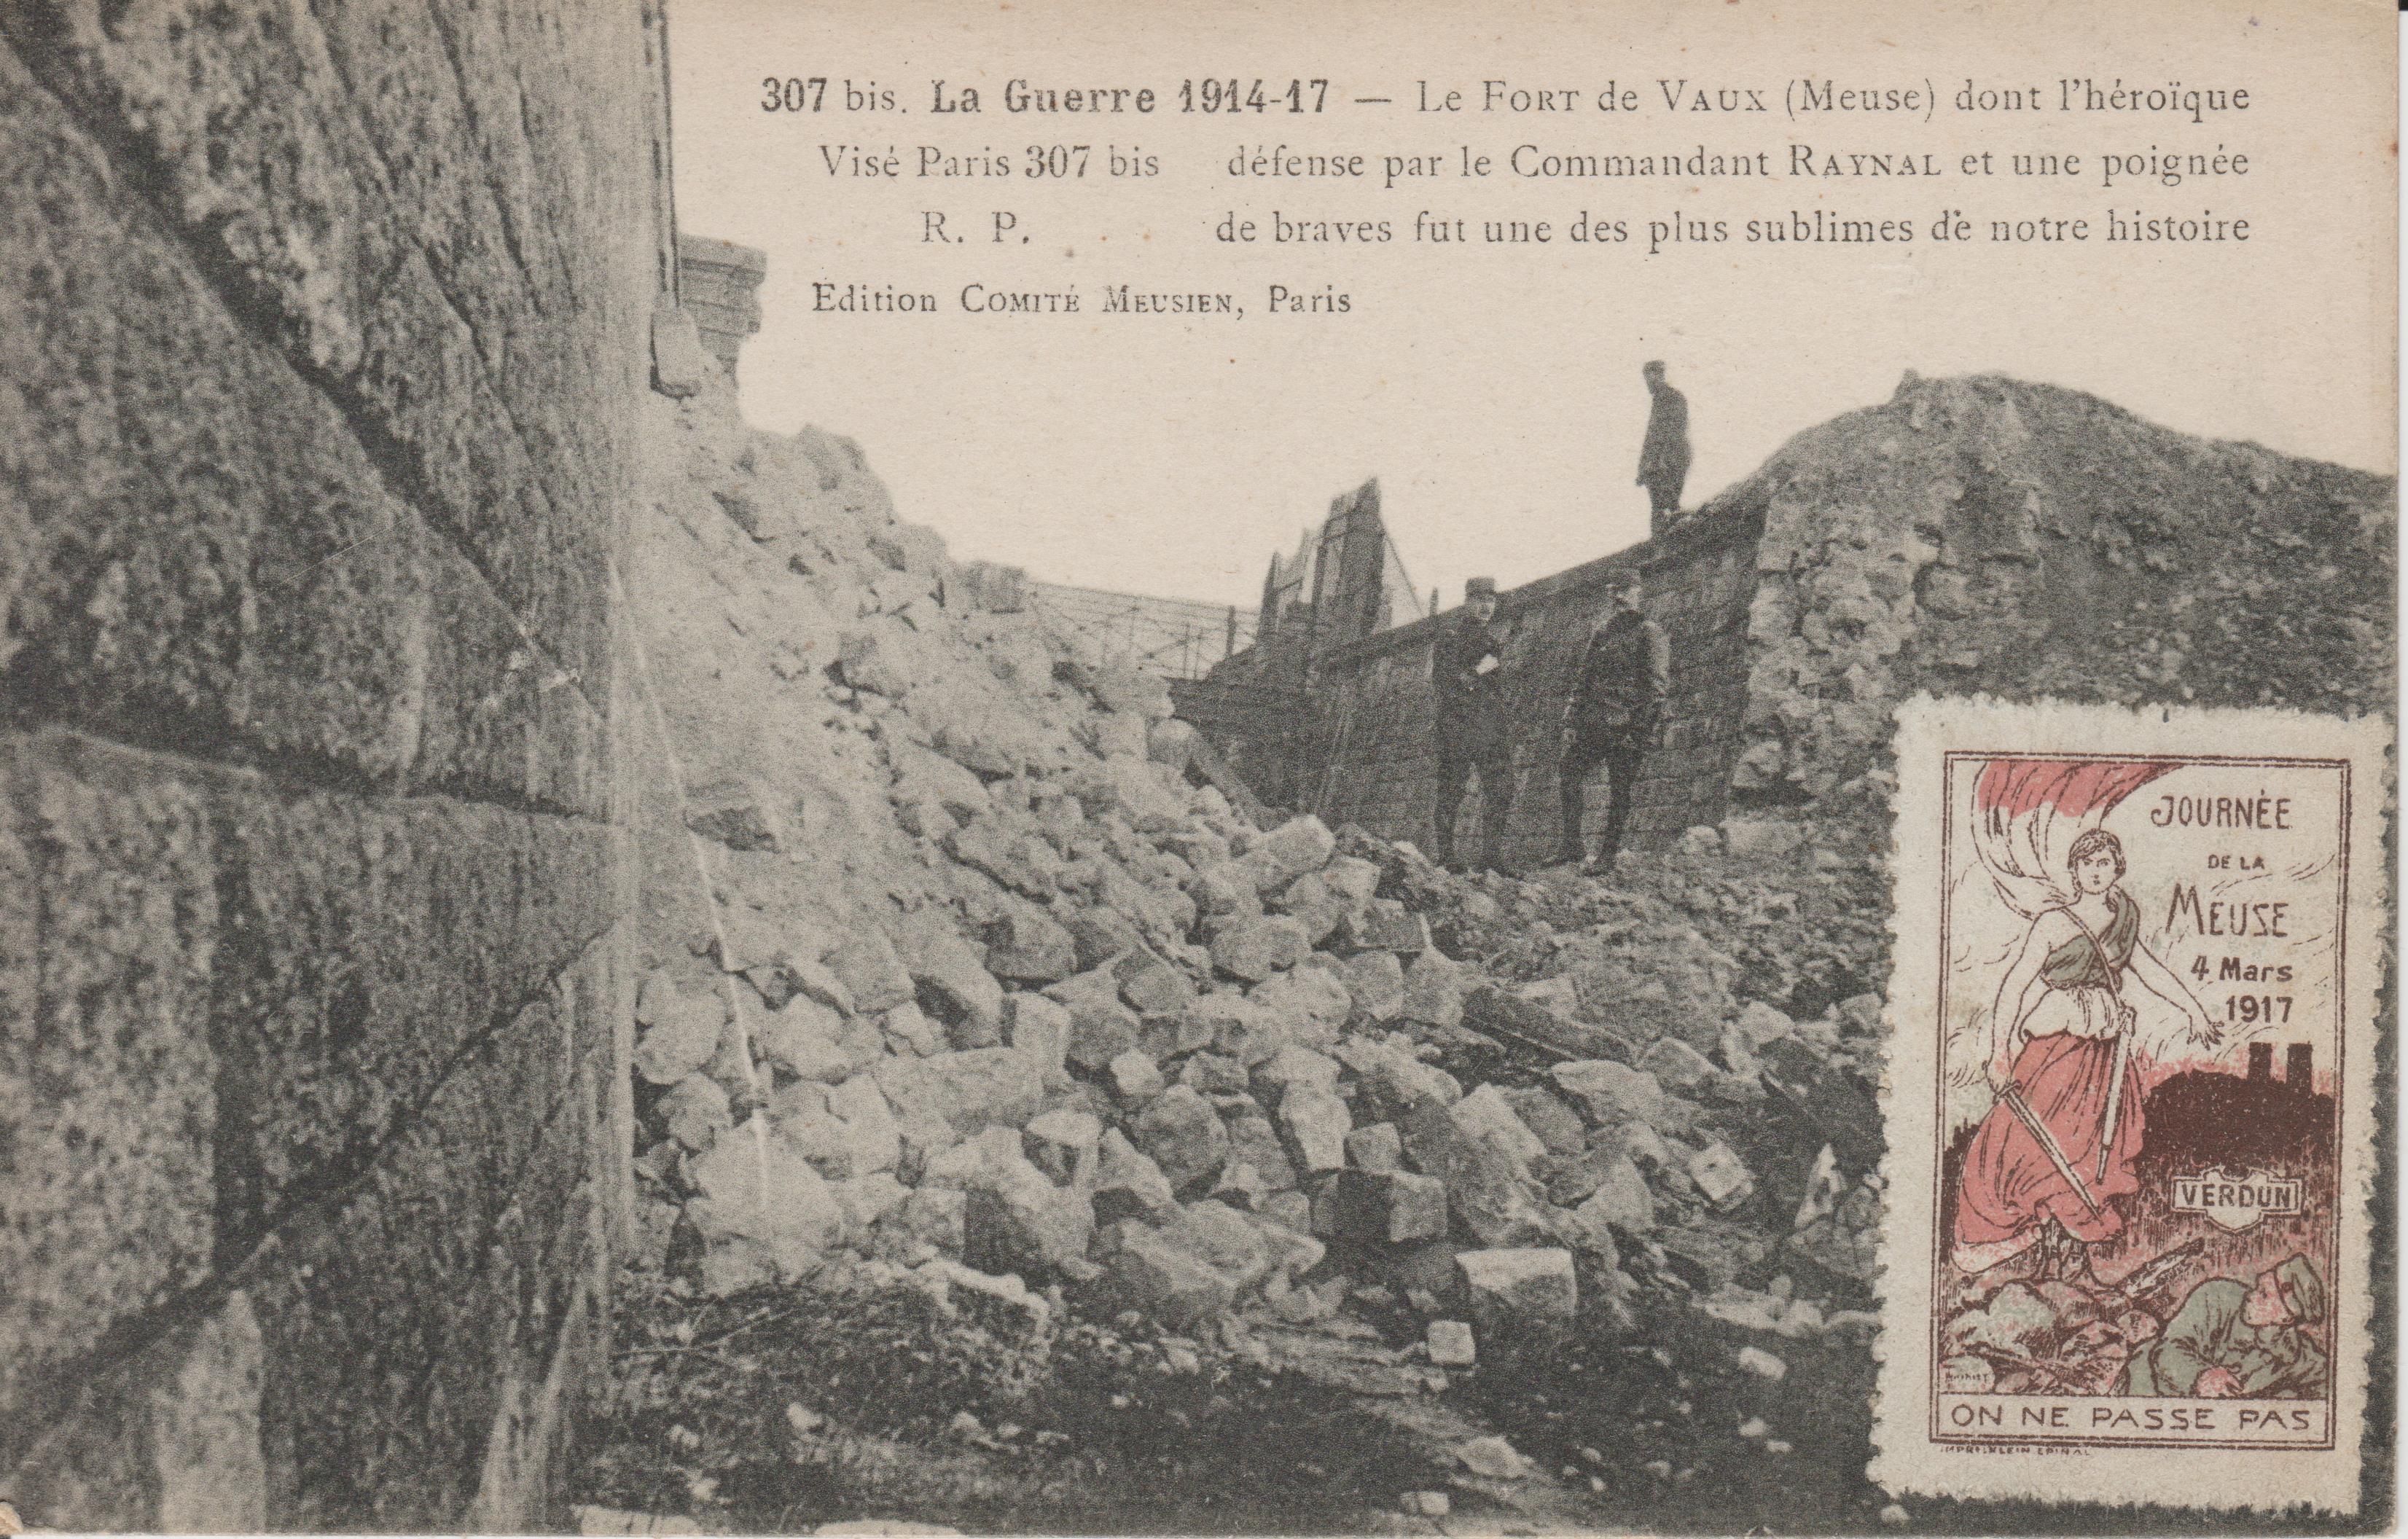 307 bis. La Guerre 1914-17 — Le FORT de VAUX (Meuse) dont l'héroïque
Visé Paris 307 bis défense par le Commandant RAYNAL et une poignée
R. P. de braves fut une des plus sublimes de notre histoire
Edition COMITÉ MEUSIEN, Paris
JOURNÉE
DE LA
MEUSE
4 Mars
1917
VERDUN
ON NE PASSE PAS
KLEIN EPINAL